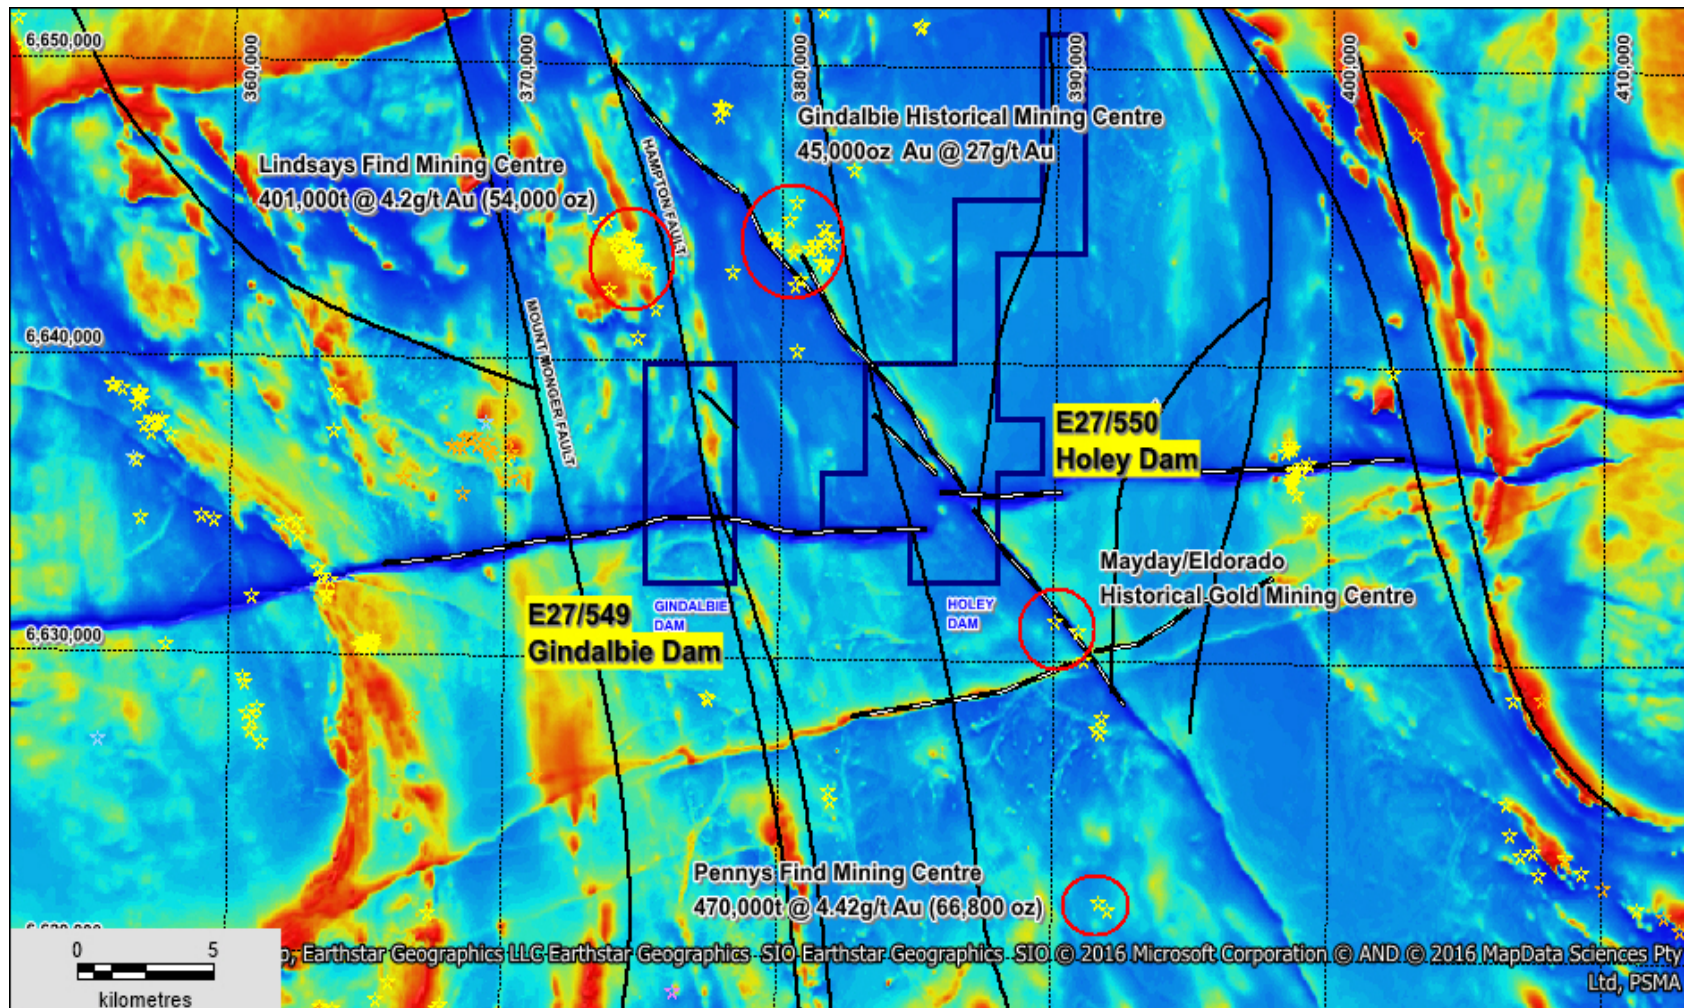 6,650,000
360,000
370,000
380,000
390,000
400,000
410,000
Gindalbie Historical Mining Centre
45,000oz Au @ 27g/t Au
Lindsays Find Mining Centre
401,000t @ 4.2g/t Au (54,000 oz)
HAMPTON FAULT
MOUNT MONGER FAULT
6,640,000
E27/550
Holey Dam
Mayday/Eldorado
Historical Gold Mining Centre
E27/549
Gindalbie Dam
GINDALBIE
DAM
HOLEY
DAM
6,630,000
Pennys Find Mining Centre
470,000t @ 4.42g/t Au (66,800 oz)
0 5
kilometres
Earthstar Geographics LLC Earthstar Geographics SIO Earthstar Geographics SIO © 2016 Microsoft Corporation © AND © 2016 MapData Sciences Pty
Ltd, PSMA